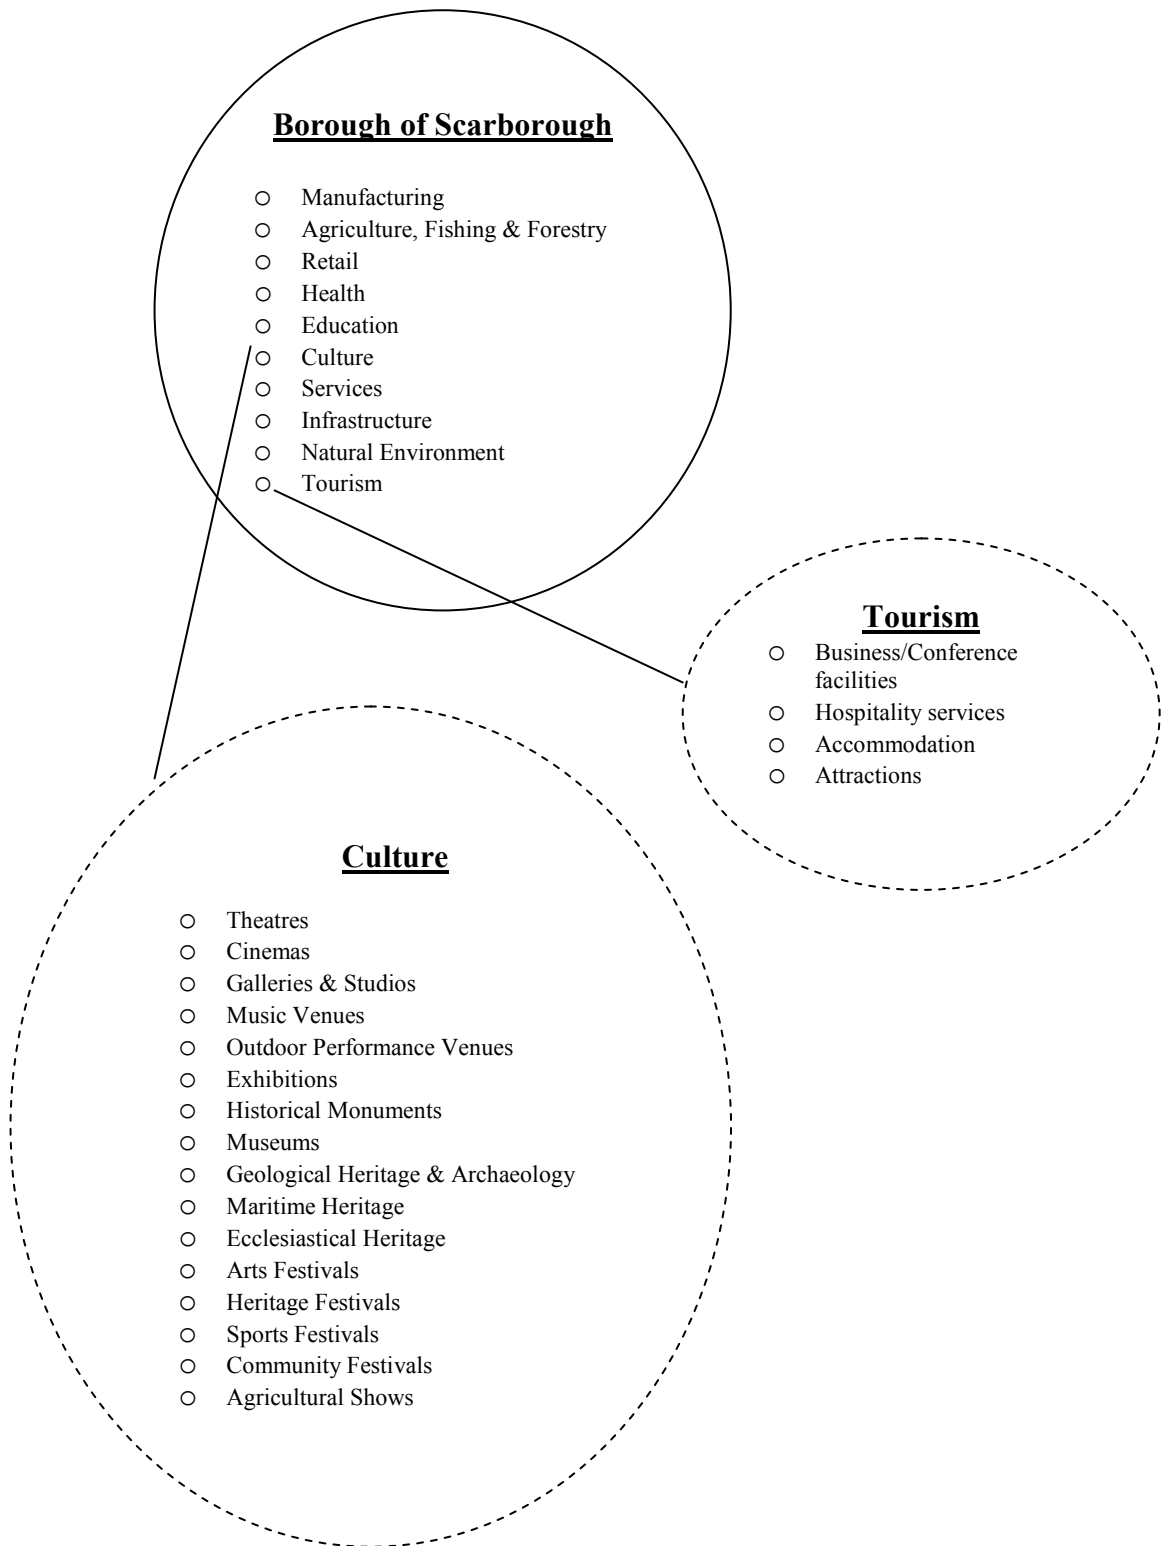 Borough of Scarborough
○ Manufacturing
○ Agriculture, Fishing & Forestry
○ Retail
○ Health
○ Education
○ Culture
○ Services
○ Infrastructure
○ Natural Environment
○ Tourism
Tourism
○ Business/Conference
facilities
○ Hospitality services
○ Accommodation
○ Attractions
Culture
○ Theatres
○ Cinemas
○ Galleries & Studios
○ Music Venues
○ Outdoor Performance Venues
○ Exhibitions
○ Historical Monuments
○ Museums
○ Geological Heritage & Archaeology
○ Maritime Heritage
○ Ecclesiastical Heritage
○ Arts Festivals
○ Heritage Festivals
○ Sports Festivals
○ Community Festivals
○ Agricultural Shows